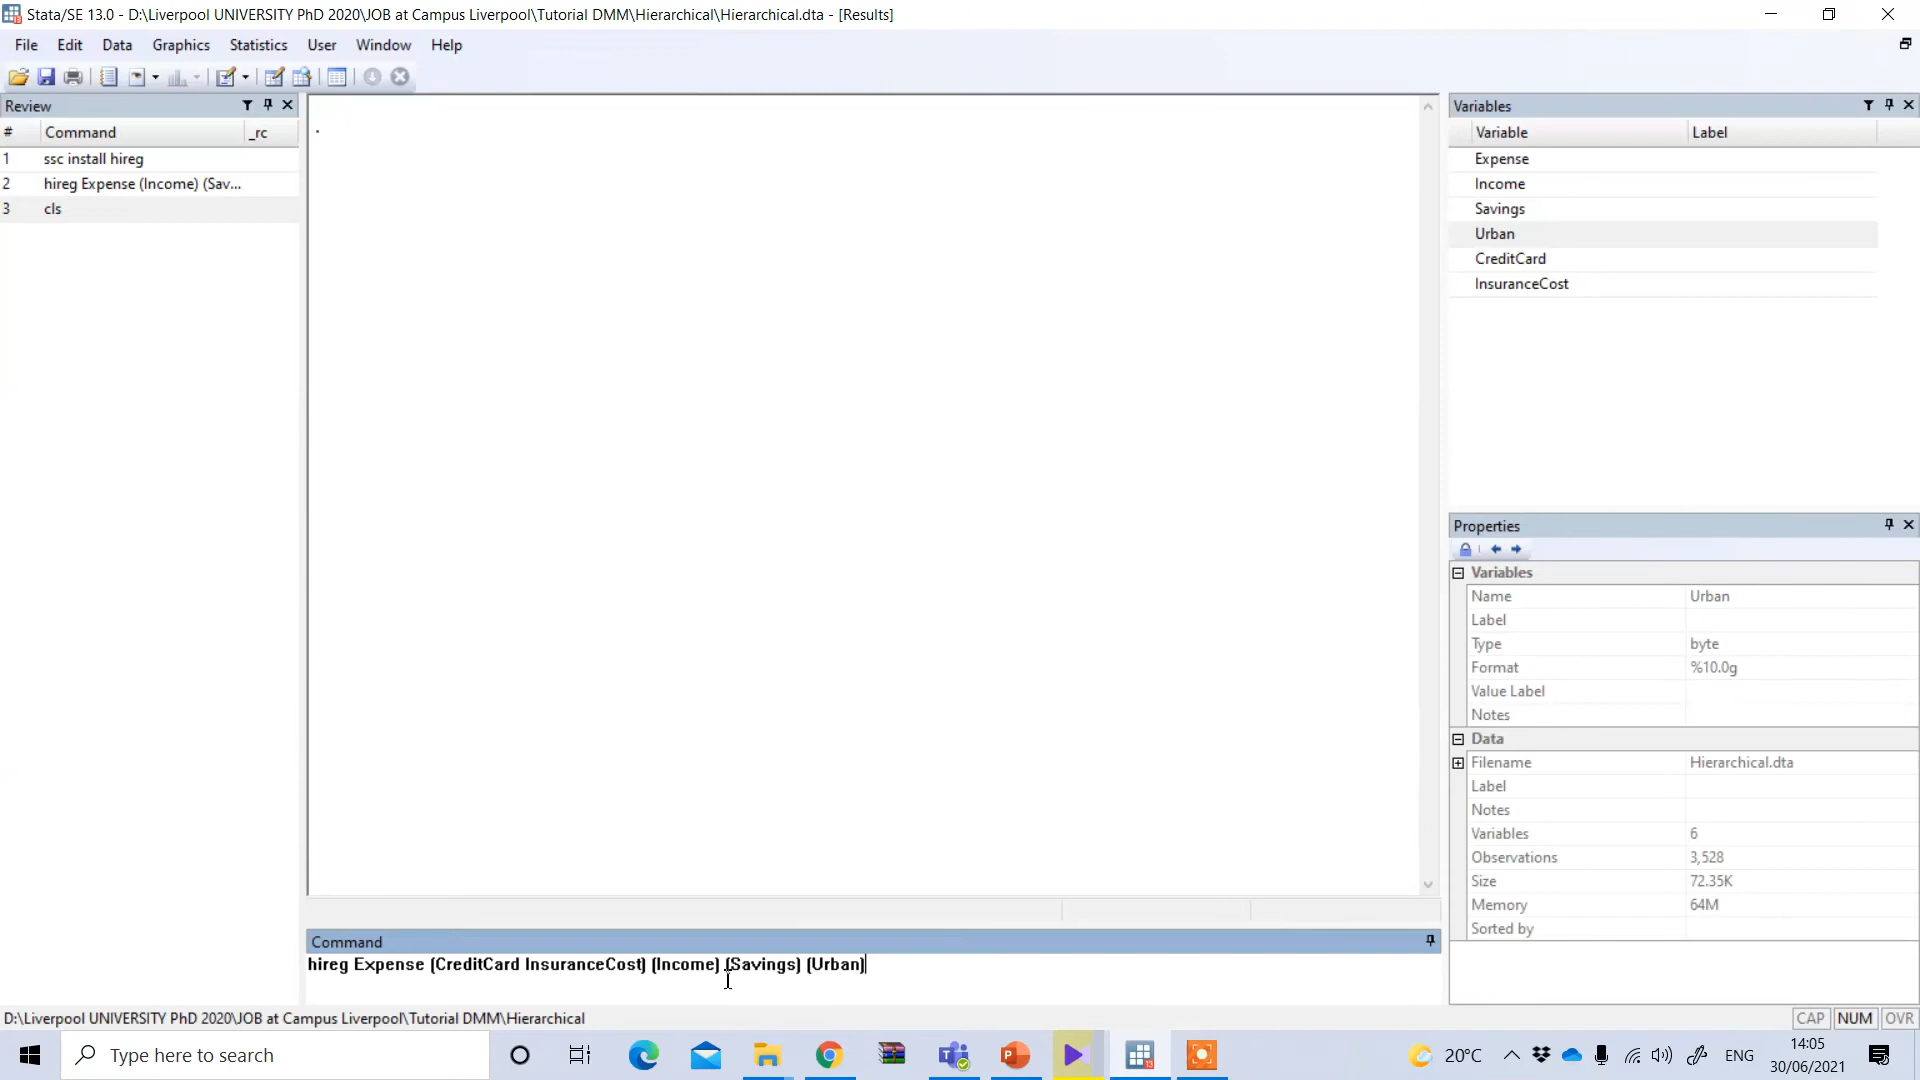 Stata/SE 13.0 - D:\Liverpool UNIVERSITY PhD 2020\JOB at Campus Liverpool\Tutorial DMM\Hierarchical\Hierarchical.dta - [Results]
File Edit Data Graphics Statistics User Window Help
Review
# Command _rc
1 ssc install hireg
2 hireg Expense (Income) (Sav...
3 cls
.
Variables
Variable Label
Expense
Income
Savings
Urban
CreditCard
InsuranceCost
Properties
Variables
Name Urban
Label
Type byte
Format %10.0g
Value Label
Notes
Data
Filename Hierarchical.dta
Label
Notes
Variables 6
Observations 3,528
Size 72.35K
Memory 64M
Sorted by
Command
hireg Expense (CreditCard InsuranceCost) (Income) (Savings) (Urban)
D:\Liverpool UNIVERSITY PhD 2020\JOB at Campus Liverpool\Tutorial DMM\Hierarchical
CAP NUM OVR
Type here to search
20°C
ENG
14:05
30/06/2021